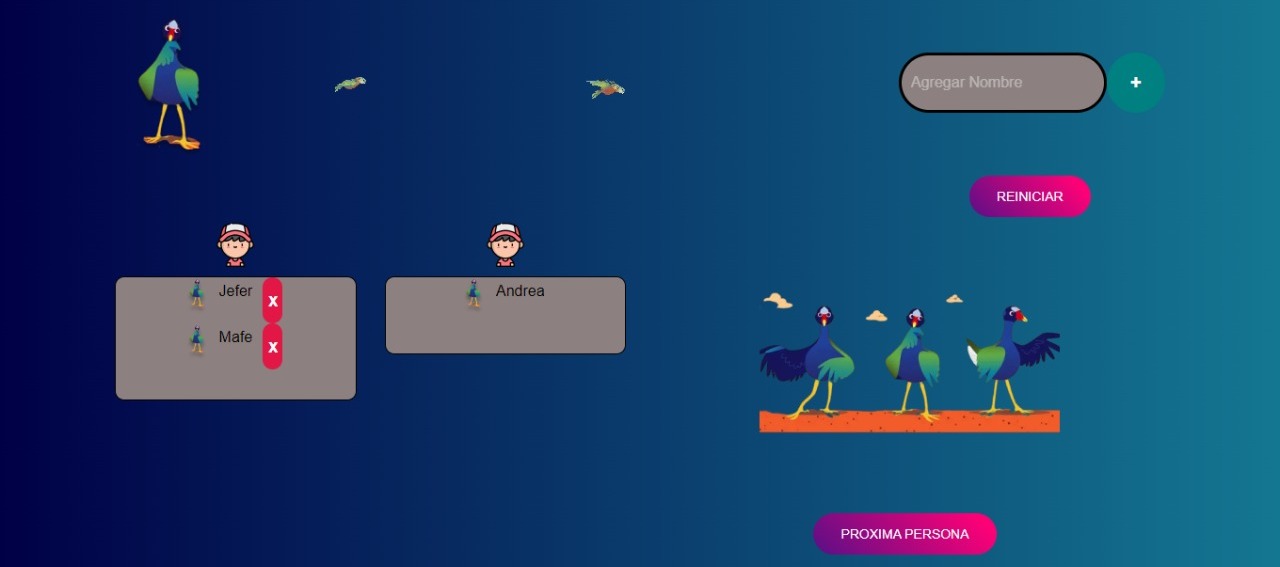 Agregar Nombre
+
REINICIAR
Jefer X
Mafe X
Andrea
PROXIMA PERSONA